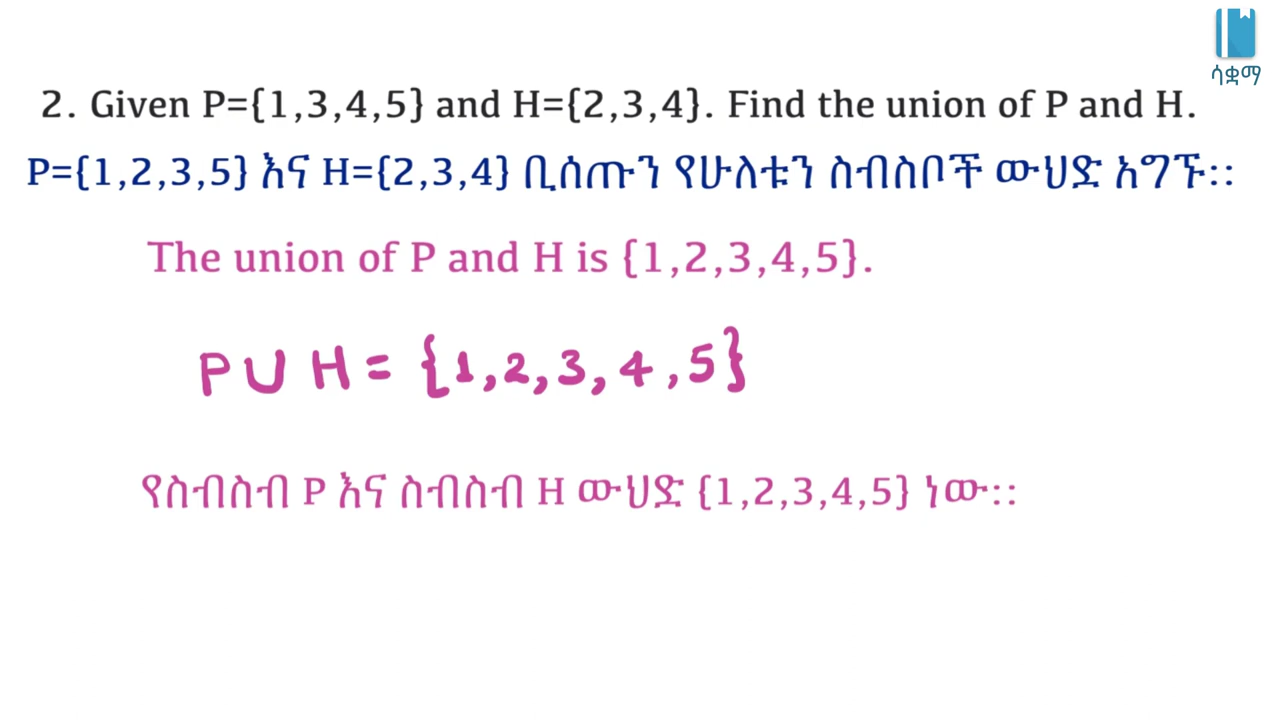 ሳቋማ
2. Given P={1,3,4,5} and H={2,3,4}. Find the union of P and H.
P={1,2,3,5} እና H={2,3,4} ቢሰጡን የሁለቱን ስብስቦች ውህድ አግኙ::
The union of P and H is {1,2,3,4,5}.
P U H = {1,2,3,4,5}
የስብስብ P እና ስብስብ H ውህድ {1,2,3,4,5} ነው::